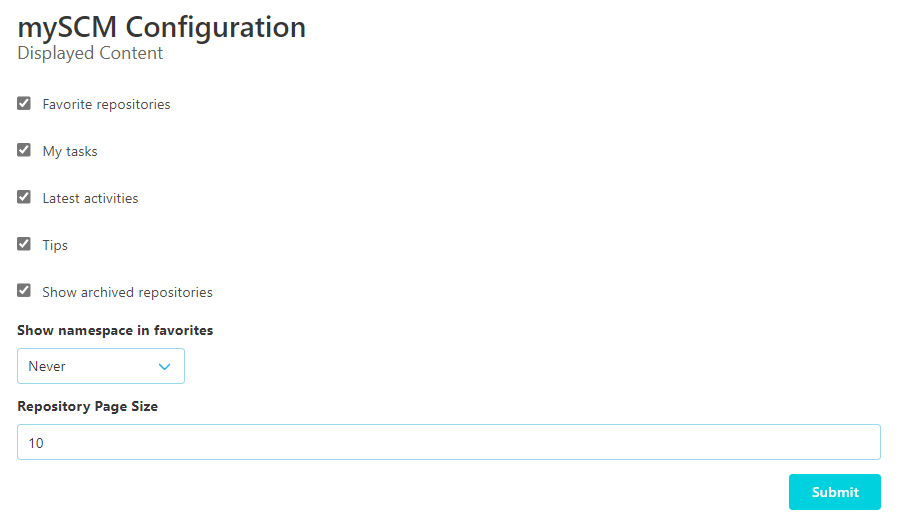 mySCM Configuration
Displayed Content
Favorite repositories
My tasks
Latest activities
Tips
Show archived repositories
Show namespace in favorites
Never
Repository Page Size
10
Submit